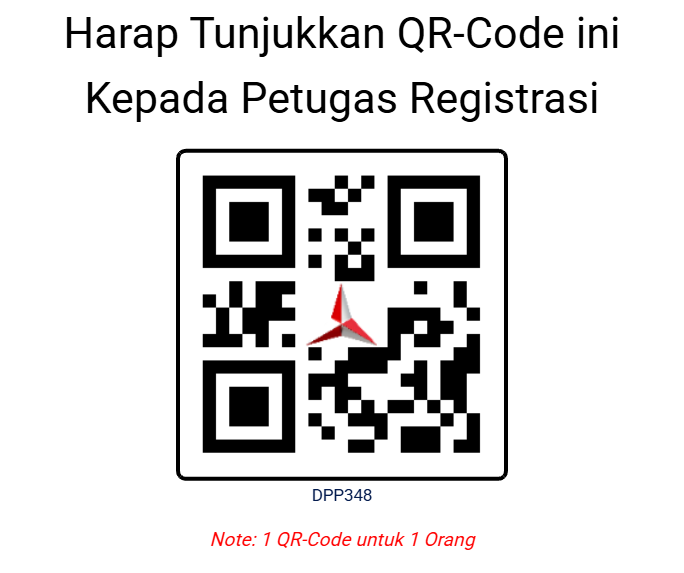 Harap Tunjukkan QR-Code ini
Kepada Petugas Registrasi
DPP348
Note: 1 QR-Code untuk 1 Orang